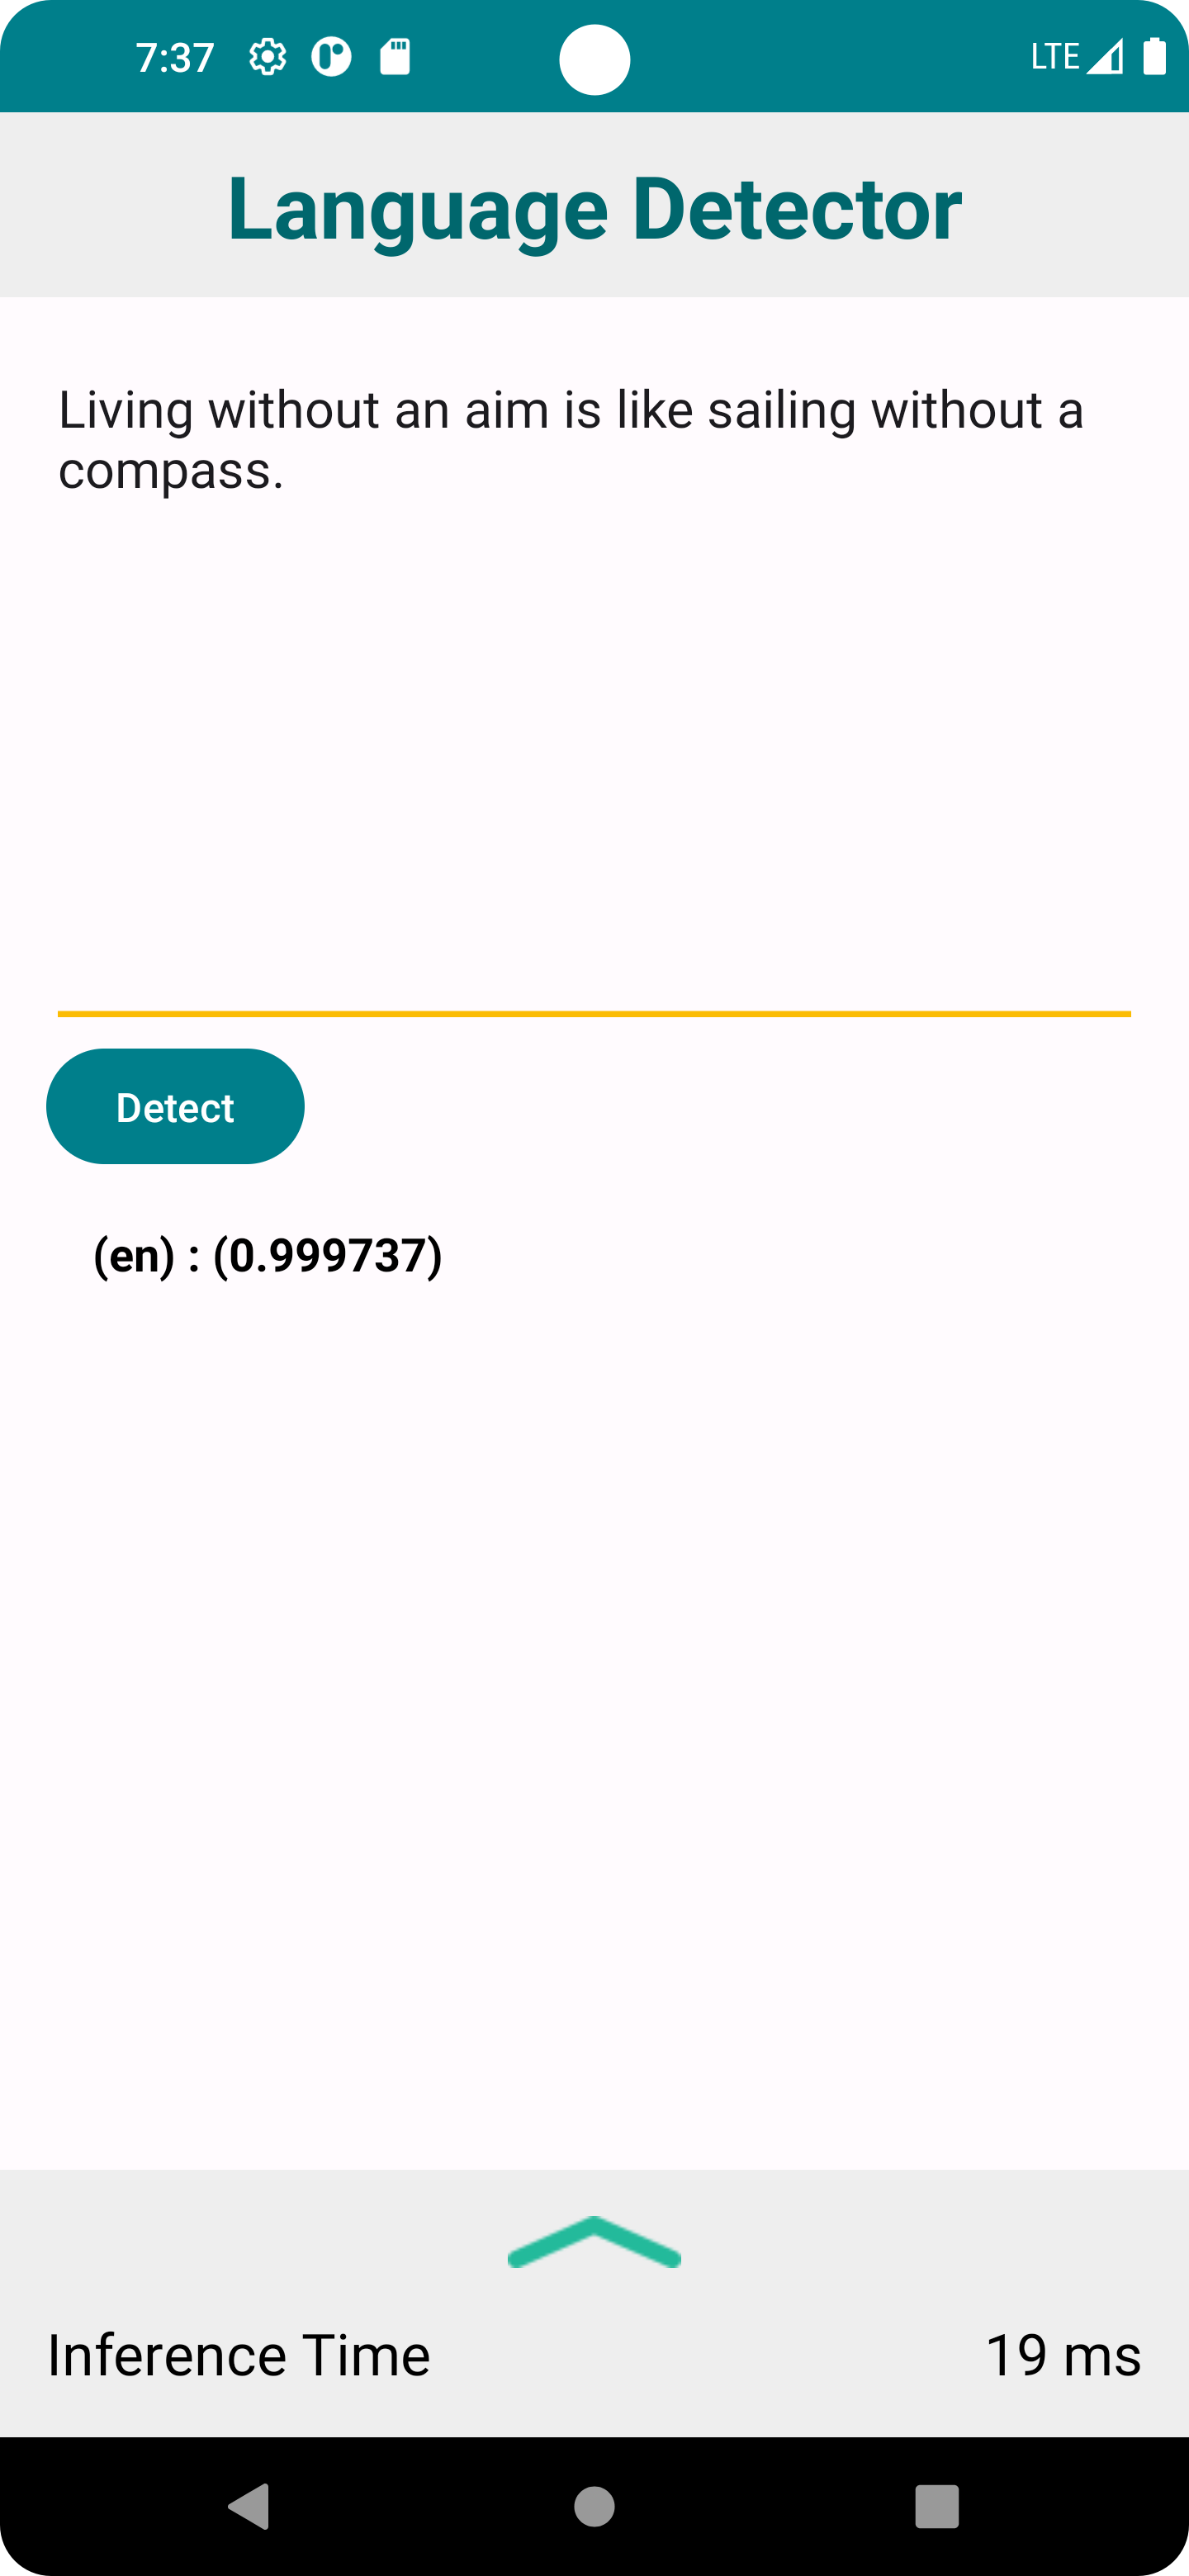 7:37 LTE
Language Detector
Living without an aim is like sailing without a
compass.
Detect
(en) : (0.999737)
Inference Time 19 ms